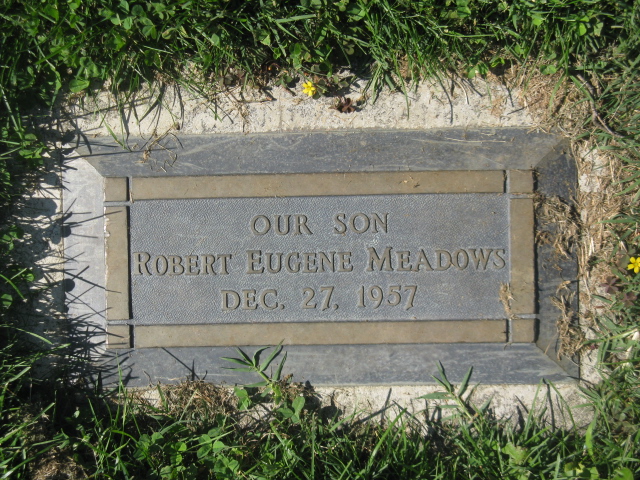 OUR SON
ROBERT EUGENE MEADOWS
DEC. 27, 1957